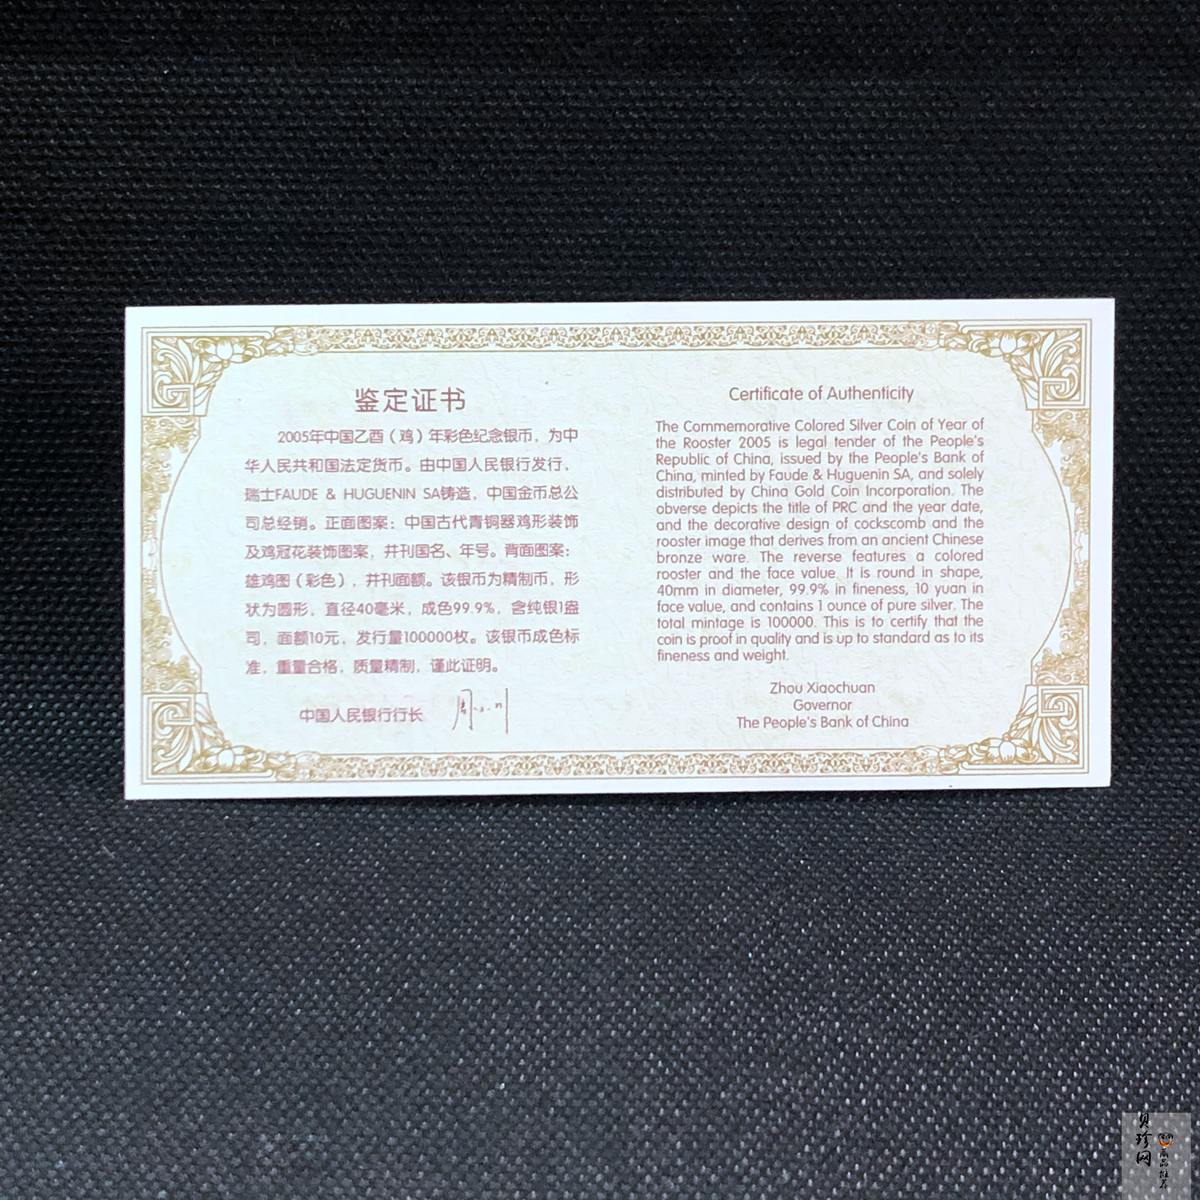 鉴定证书
2005年中国乙酉（鸡）年彩色纪念银币，为中
华人民共和国法定货币。由中国人民银行发行，
瑞士FAUDE & HUGUENIN SA铸造，中国金币总公
司总经销。正面图案：中国古代青铜器鸡形装饰
及鸡冠花装饰图案，并刊国名、年号。背面图案：
雄鸡图（彩色），并刊面额。该银币为精制币，形
状为圆形，直径40毫米，成色99.9%，含纯银1盎
司，面额10元，发行量100000枚。该银币成色标
准，重量合格，质量精制，谨此证明。
中国人民银行行长
Certificate of Authenticity
The Commemorative Colored Silver Coin of Year of
the Rooster 2005 is legal tender of the People's
Republic of China, issued by the People's Bank of
China, minted by Faude & Huguenin SA, and solely
distributed by China Gold Coin Incorporation. The
obverse depicts the title of PRC and the year date,
and the decorative design of cockscomb and the
rooster image that derives from an ancient Chinese
bronze ware. The reverse features a colored
rooster and the face value. It is round in shape,
40mm in diameter, 99.9% in fineness, 10 yuan in
face value, and contains 1 ounce of pure silver. The
total mintage is 100000. This is to certify that the
coin is proof in quality and is up to standard as to its
fineness and weight.
Zhou Xiaochuan
Governor
The People's Bank of China
贝珍网